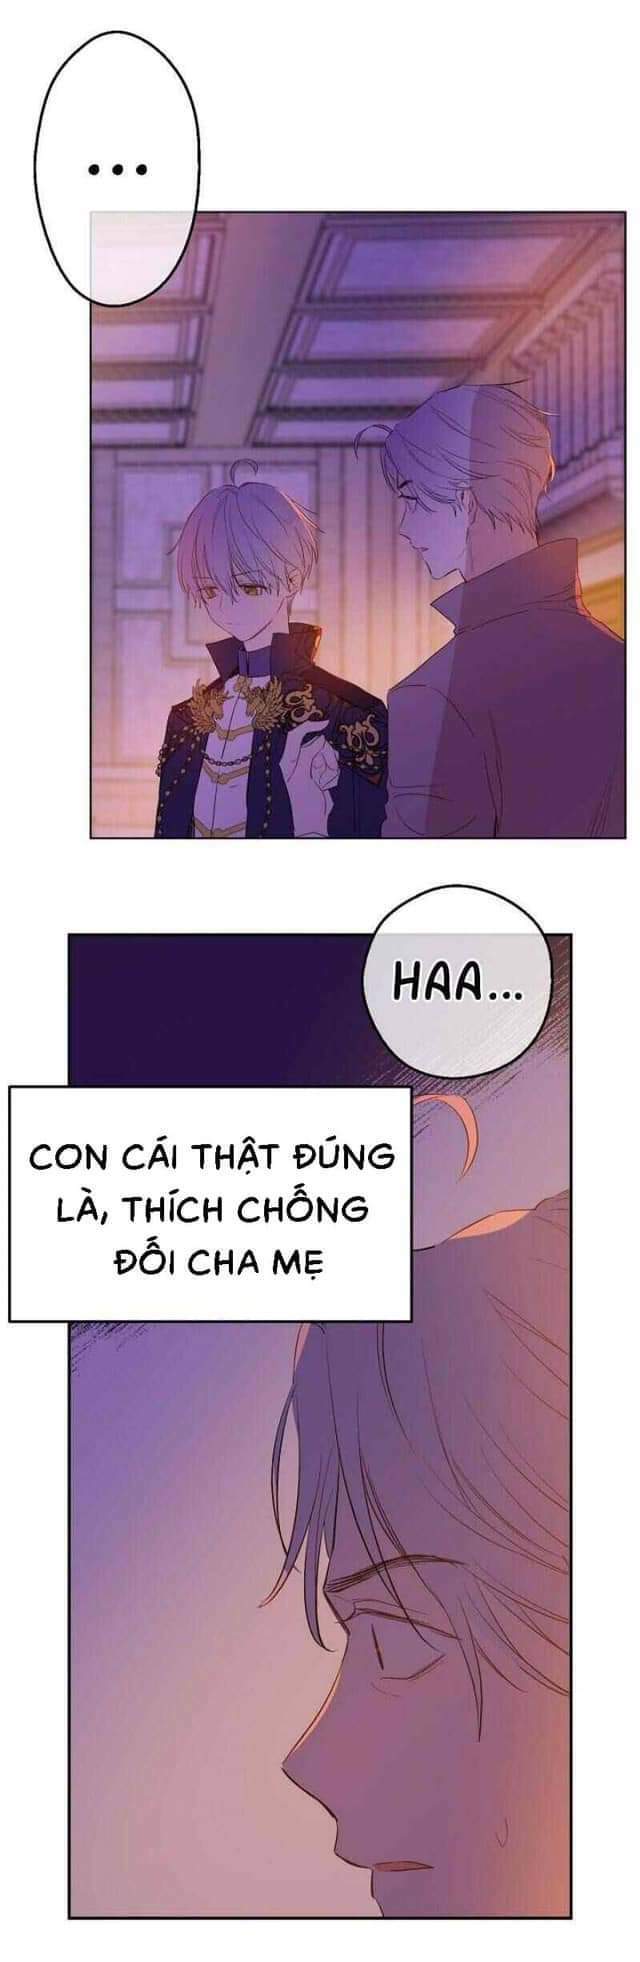 ...
HAA...
CON CÁI THẬT ĐÚNG
LÀ, THÍCH CHỐNG
ĐỐI CHA MẸ